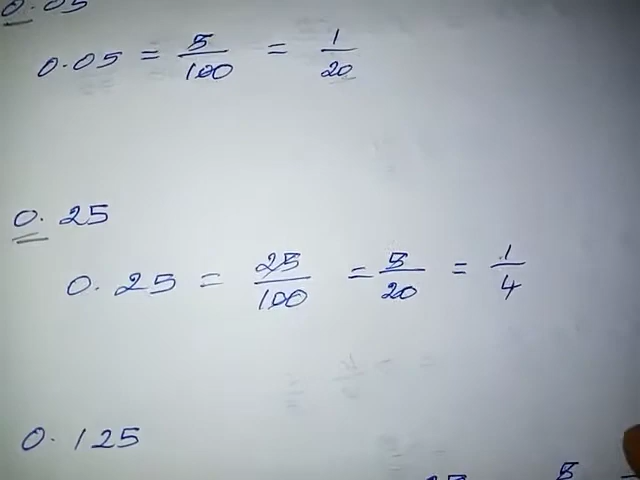 0.05
0.05 = 5/100 = 1/20
0.25
0.25 = 25/100 = 5/20 = 1/4
0.125